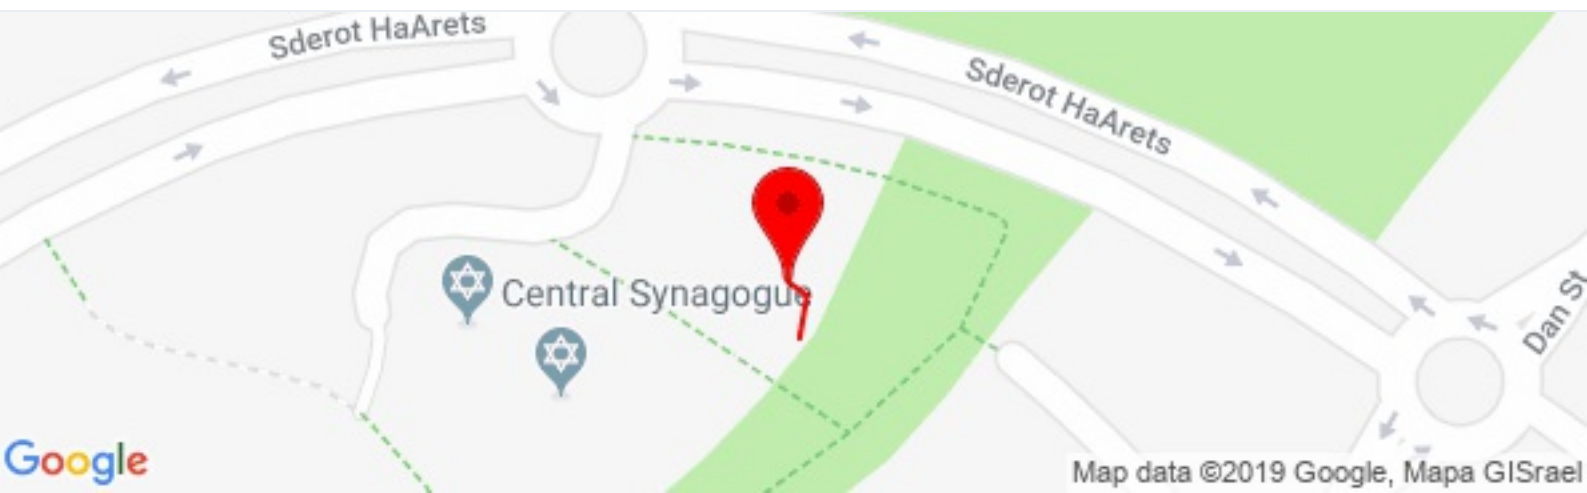 Sderot HaArets
Sderot HaArets
Central Synagogue
Dan St
Google
Map data ©2019 Google, Mapa GISrael